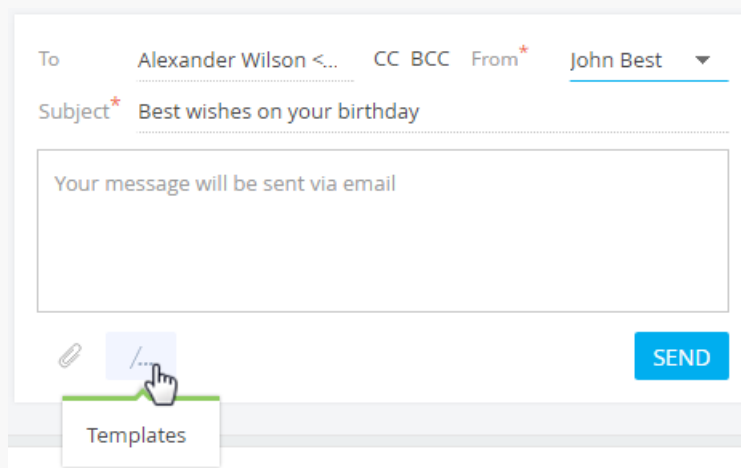 To Alexander Wilson <... CC BCC From* John Best
Subject* Best wishes on your birthday
Your message will be sent via email
/...
SEND
Templates